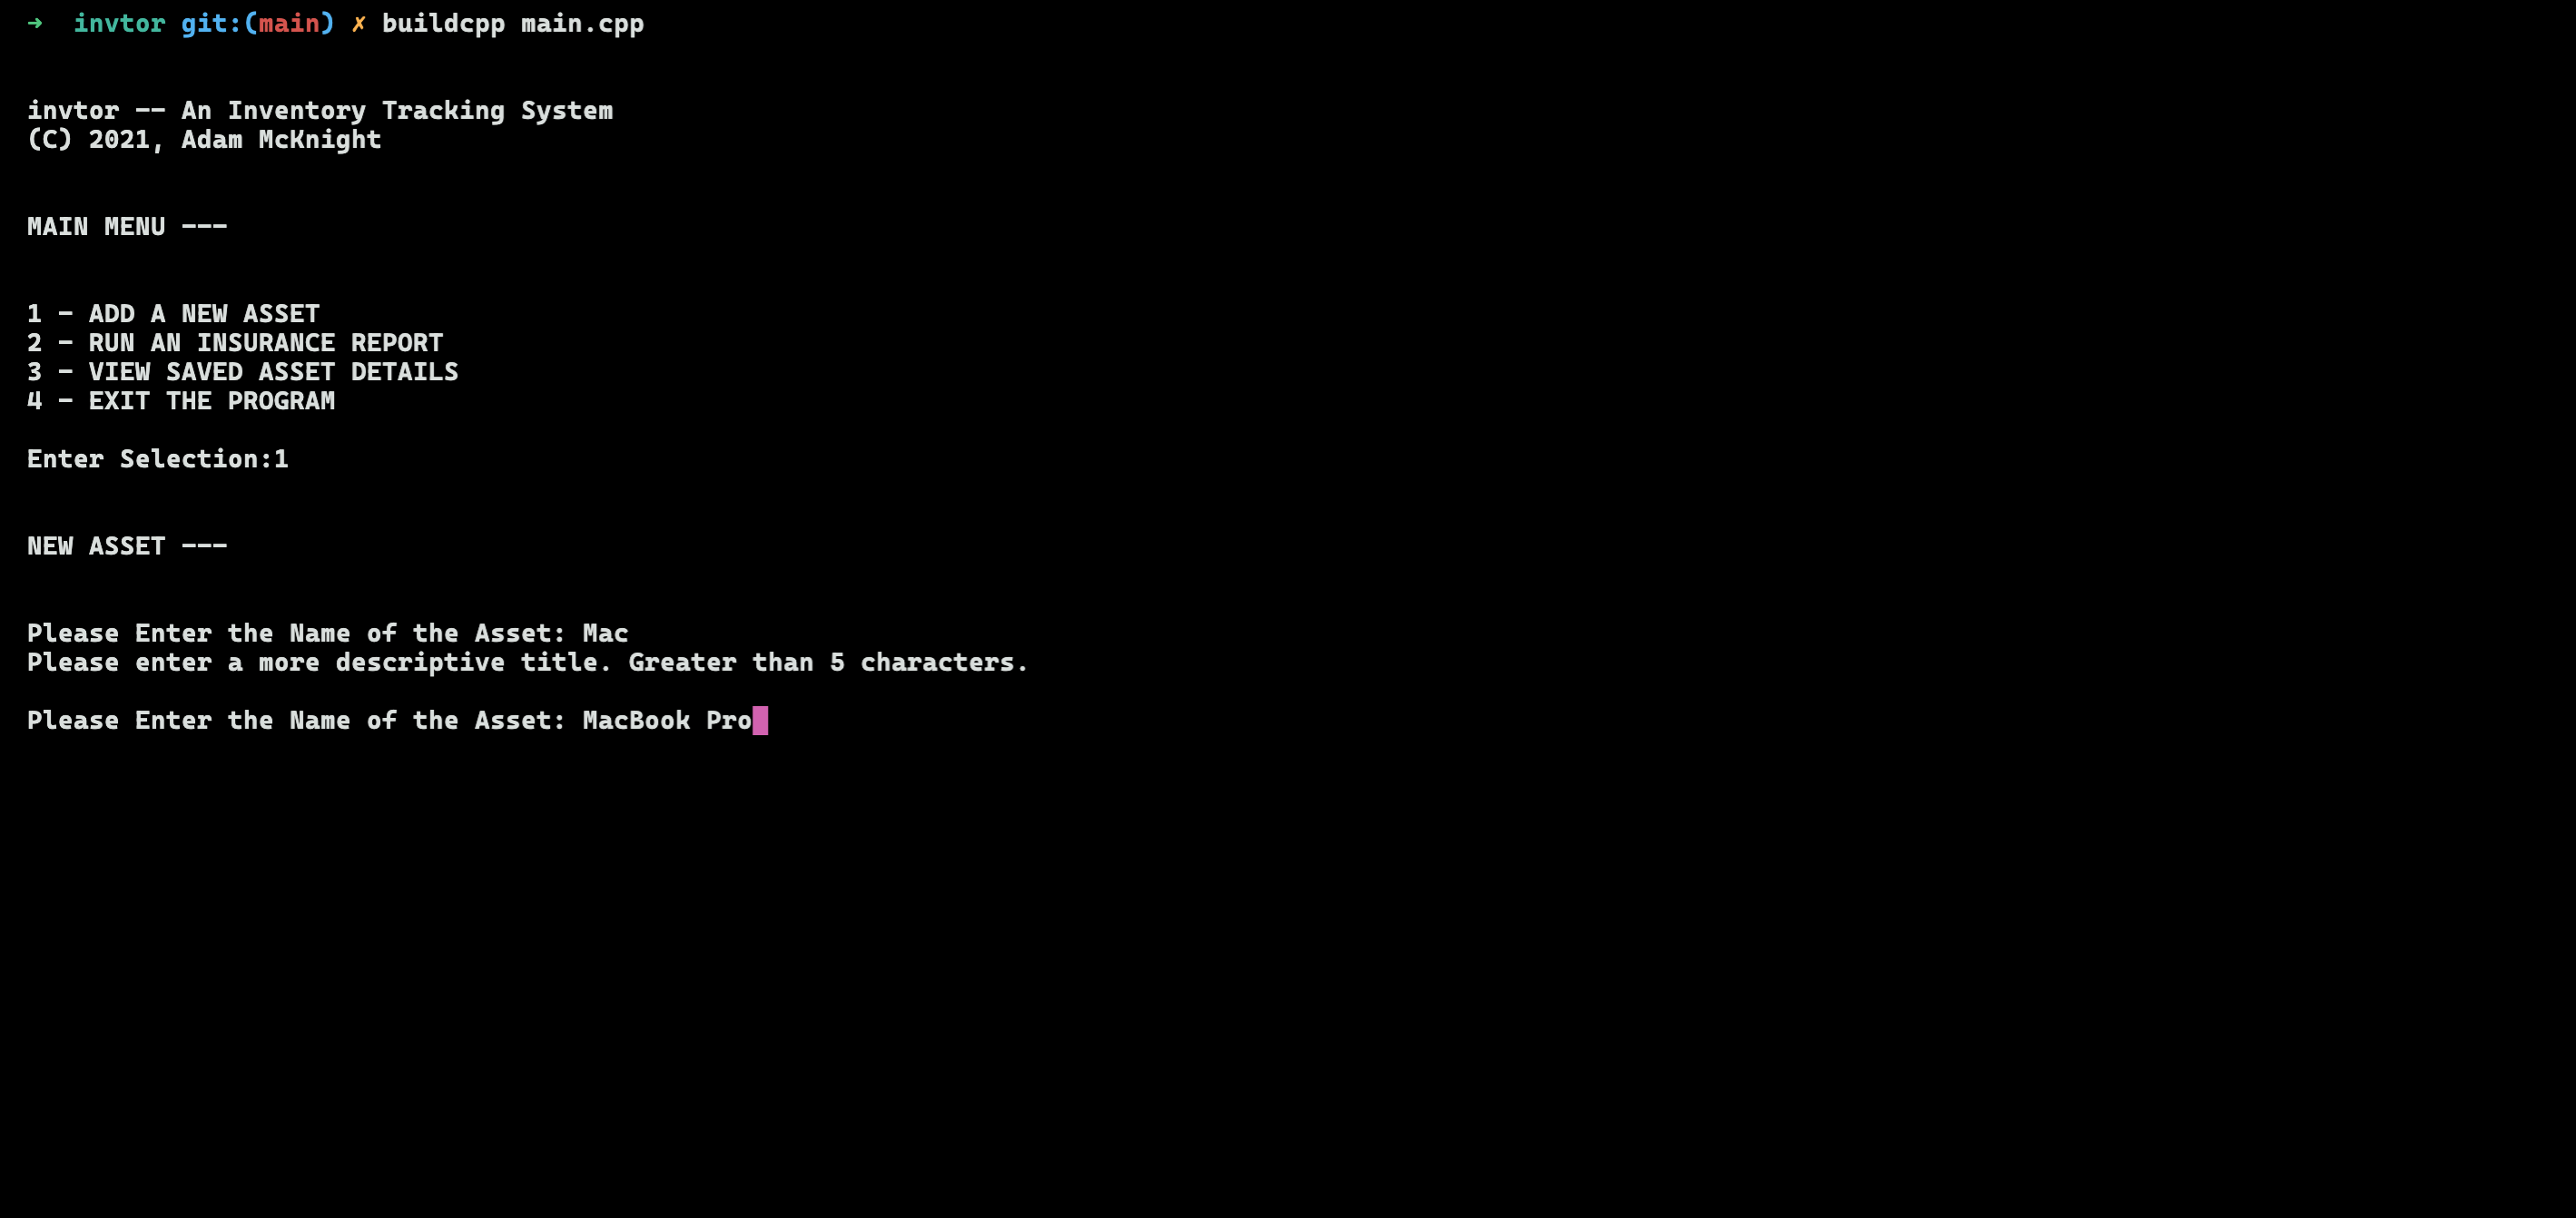 ➜  invtor git:(main) ✗ buildcpp main.cpp
invtor -- An Inventory Tracking System
(C) 2021, Adam McKnight
MAIN MENU ---
1 - ADD A NEW ASSET
2 - RUN AN INSURANCE REPORT
3 - VIEW SAVED ASSET DETAILS
4 - EXIT THE PROGRAM
Enter Selection:1
NEW ASSET ---
Please Enter the Name of the Asset: Mac
Please enter a more descriptive title. Greater than 5 characters.
Please Enter the Name of the Asset: MacBook Pro